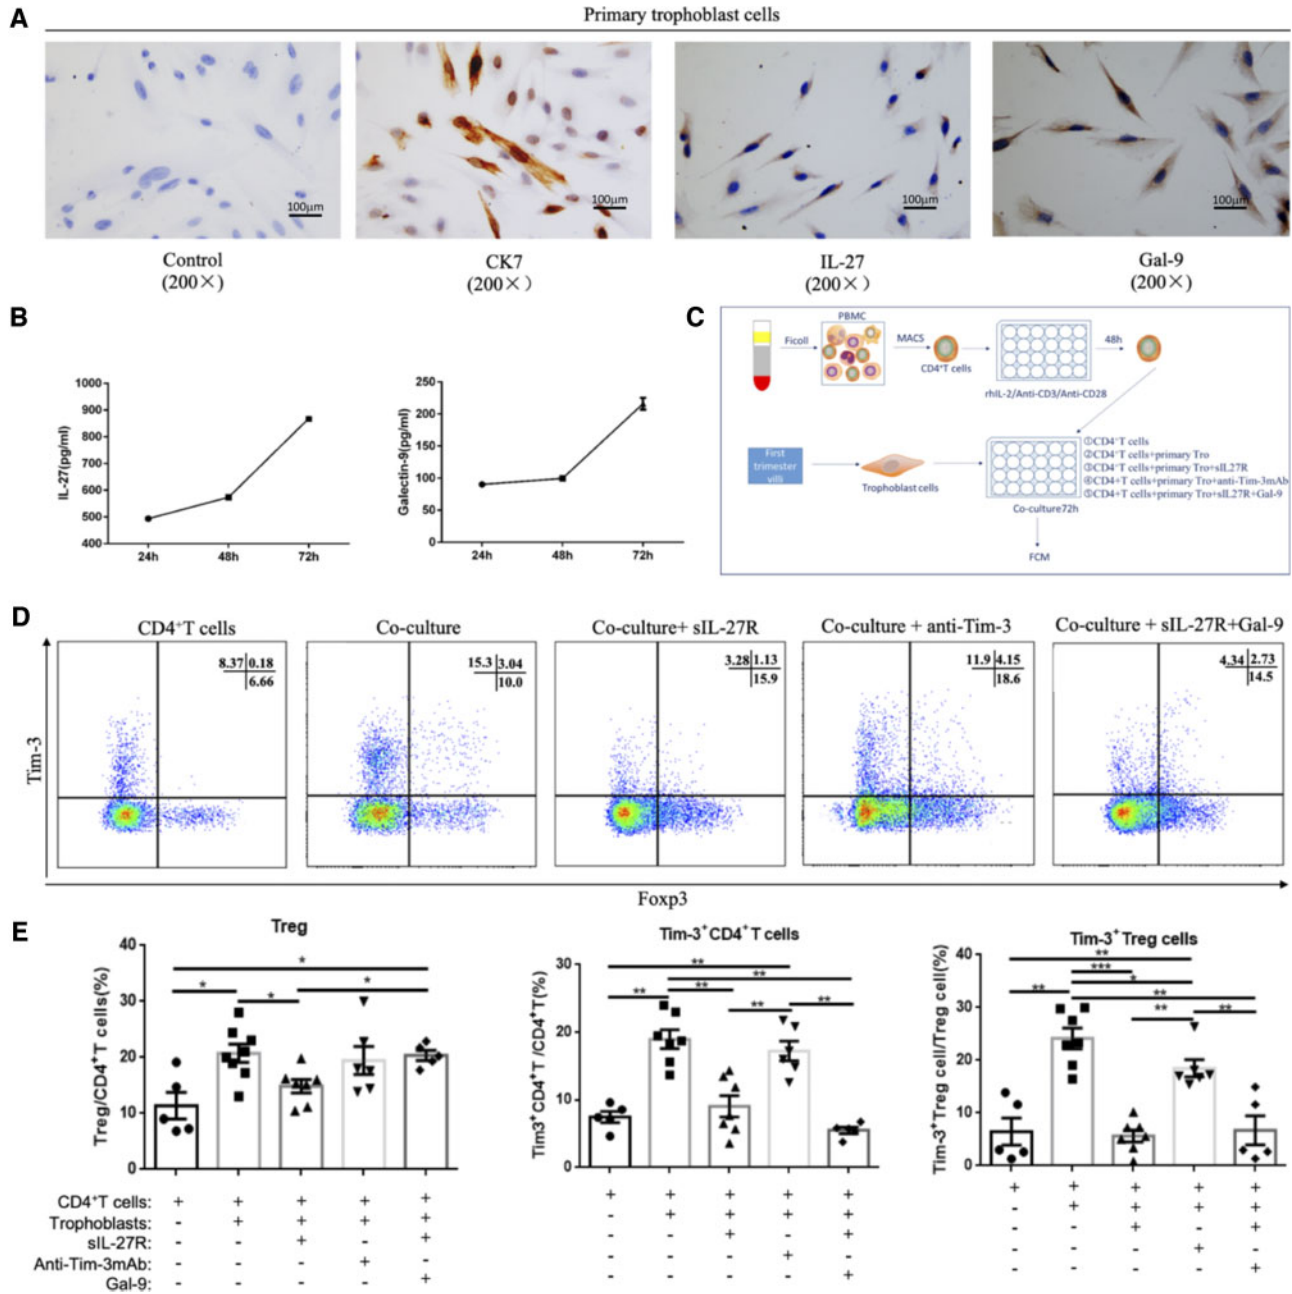 A
Primary trophoblast cells
100μm
100μm
100μm
100μm
Control
(200×)
CK7
(200×)
IL-27
(200×)
Gal-9
(200×)
B
IL-27(pg/ml)
1000
900
800
700
600
500
400
24h
48h
72h
Galectin-9(pg/ml)
250
200
150
100
50
0
24h
48h
72h
C
PBMC
Ficoll
MACS
CD4⁺T cells
48h
rhIL-2/Anti-CD3/Anti-CD28
First
trimester
villi
Trophoblast cells
①CD4⁺T cells
②CD4⁺T cells+primary Tro
③CD4⁺T cells+primary Tro+sIL27R
④CD4+T cells+primary Tro+anti-Tim-3mAb
⑤CD4+T cells+primary Tro+sIL27R+Gal-9
Co-culture72h
FCM
D
CD4⁺T cells
Co-culture
Co-culture+ sIL-27R
Co-culture + anti-Tim-3
Co-culture + sIL-27R+Gal-9
8.37 0.18
6.66
15.3 3.04
10.0
3.28 1.13
15.9
11.9 4.15
18.6
4.34 2.73
14.5
Tim-3
Foxp3
E
Treg
Treg/CD4⁺T cells(%)
40
30
20
10
0
*
*
*
*
Tim-3⁺CD4⁺T cells
Tim3⁺CD4⁺T /CD4⁺T(%)
30
20
10
0
**
**
**
**
**
**
Tim-3⁺Treg cells
Tim-3⁺Treg cell/Treg cell(%)
40
30
20
10
0
**
***
*
**
**
**
**
CD4⁺T cells: + + + + +
+ + + + +
+ + + + +
Trophoblasts: - + + + +
- + + + +
- + + + +
sIL-27R: - - + - +
- - + - +
- - + - +
Anti-Tim-3mAb: - - - + -
- - - + -
- - - + -
Gal-9: - - - - +
- - - - +
- - - - +